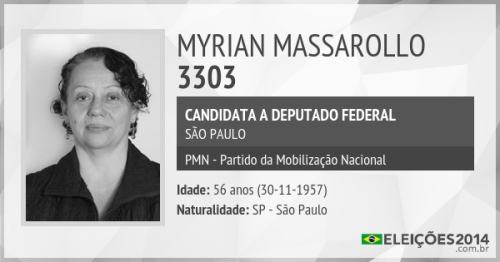 MYRIAN MASSAROLLO
3303
CANDIDATA A DEPUTADO FEDERAL
SÃO PAULO
PMN - Partido da Mobilização Nacional
Idade: 56 anos (30-11-1957)
Naturalidade: SP - São Paulo
ELEIÇÕES2014
.com.br